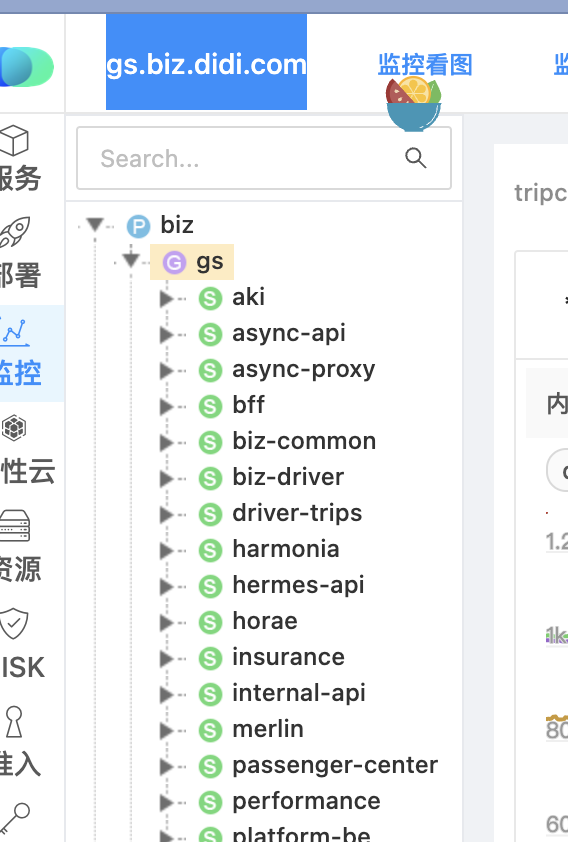 gs.biz.didi.com
监控看图
Search...
服务
部署
监控
性云
资源
ISK
准入
biz
gs
aki
async-api
async-proxy
bff
biz-common
biz-driver
driver-trips
harmonia
hermes-api
horae
insurance
internal-api
merlin
passenger-center
performance
platform-be
tripc
内
1.2
1k
80
60